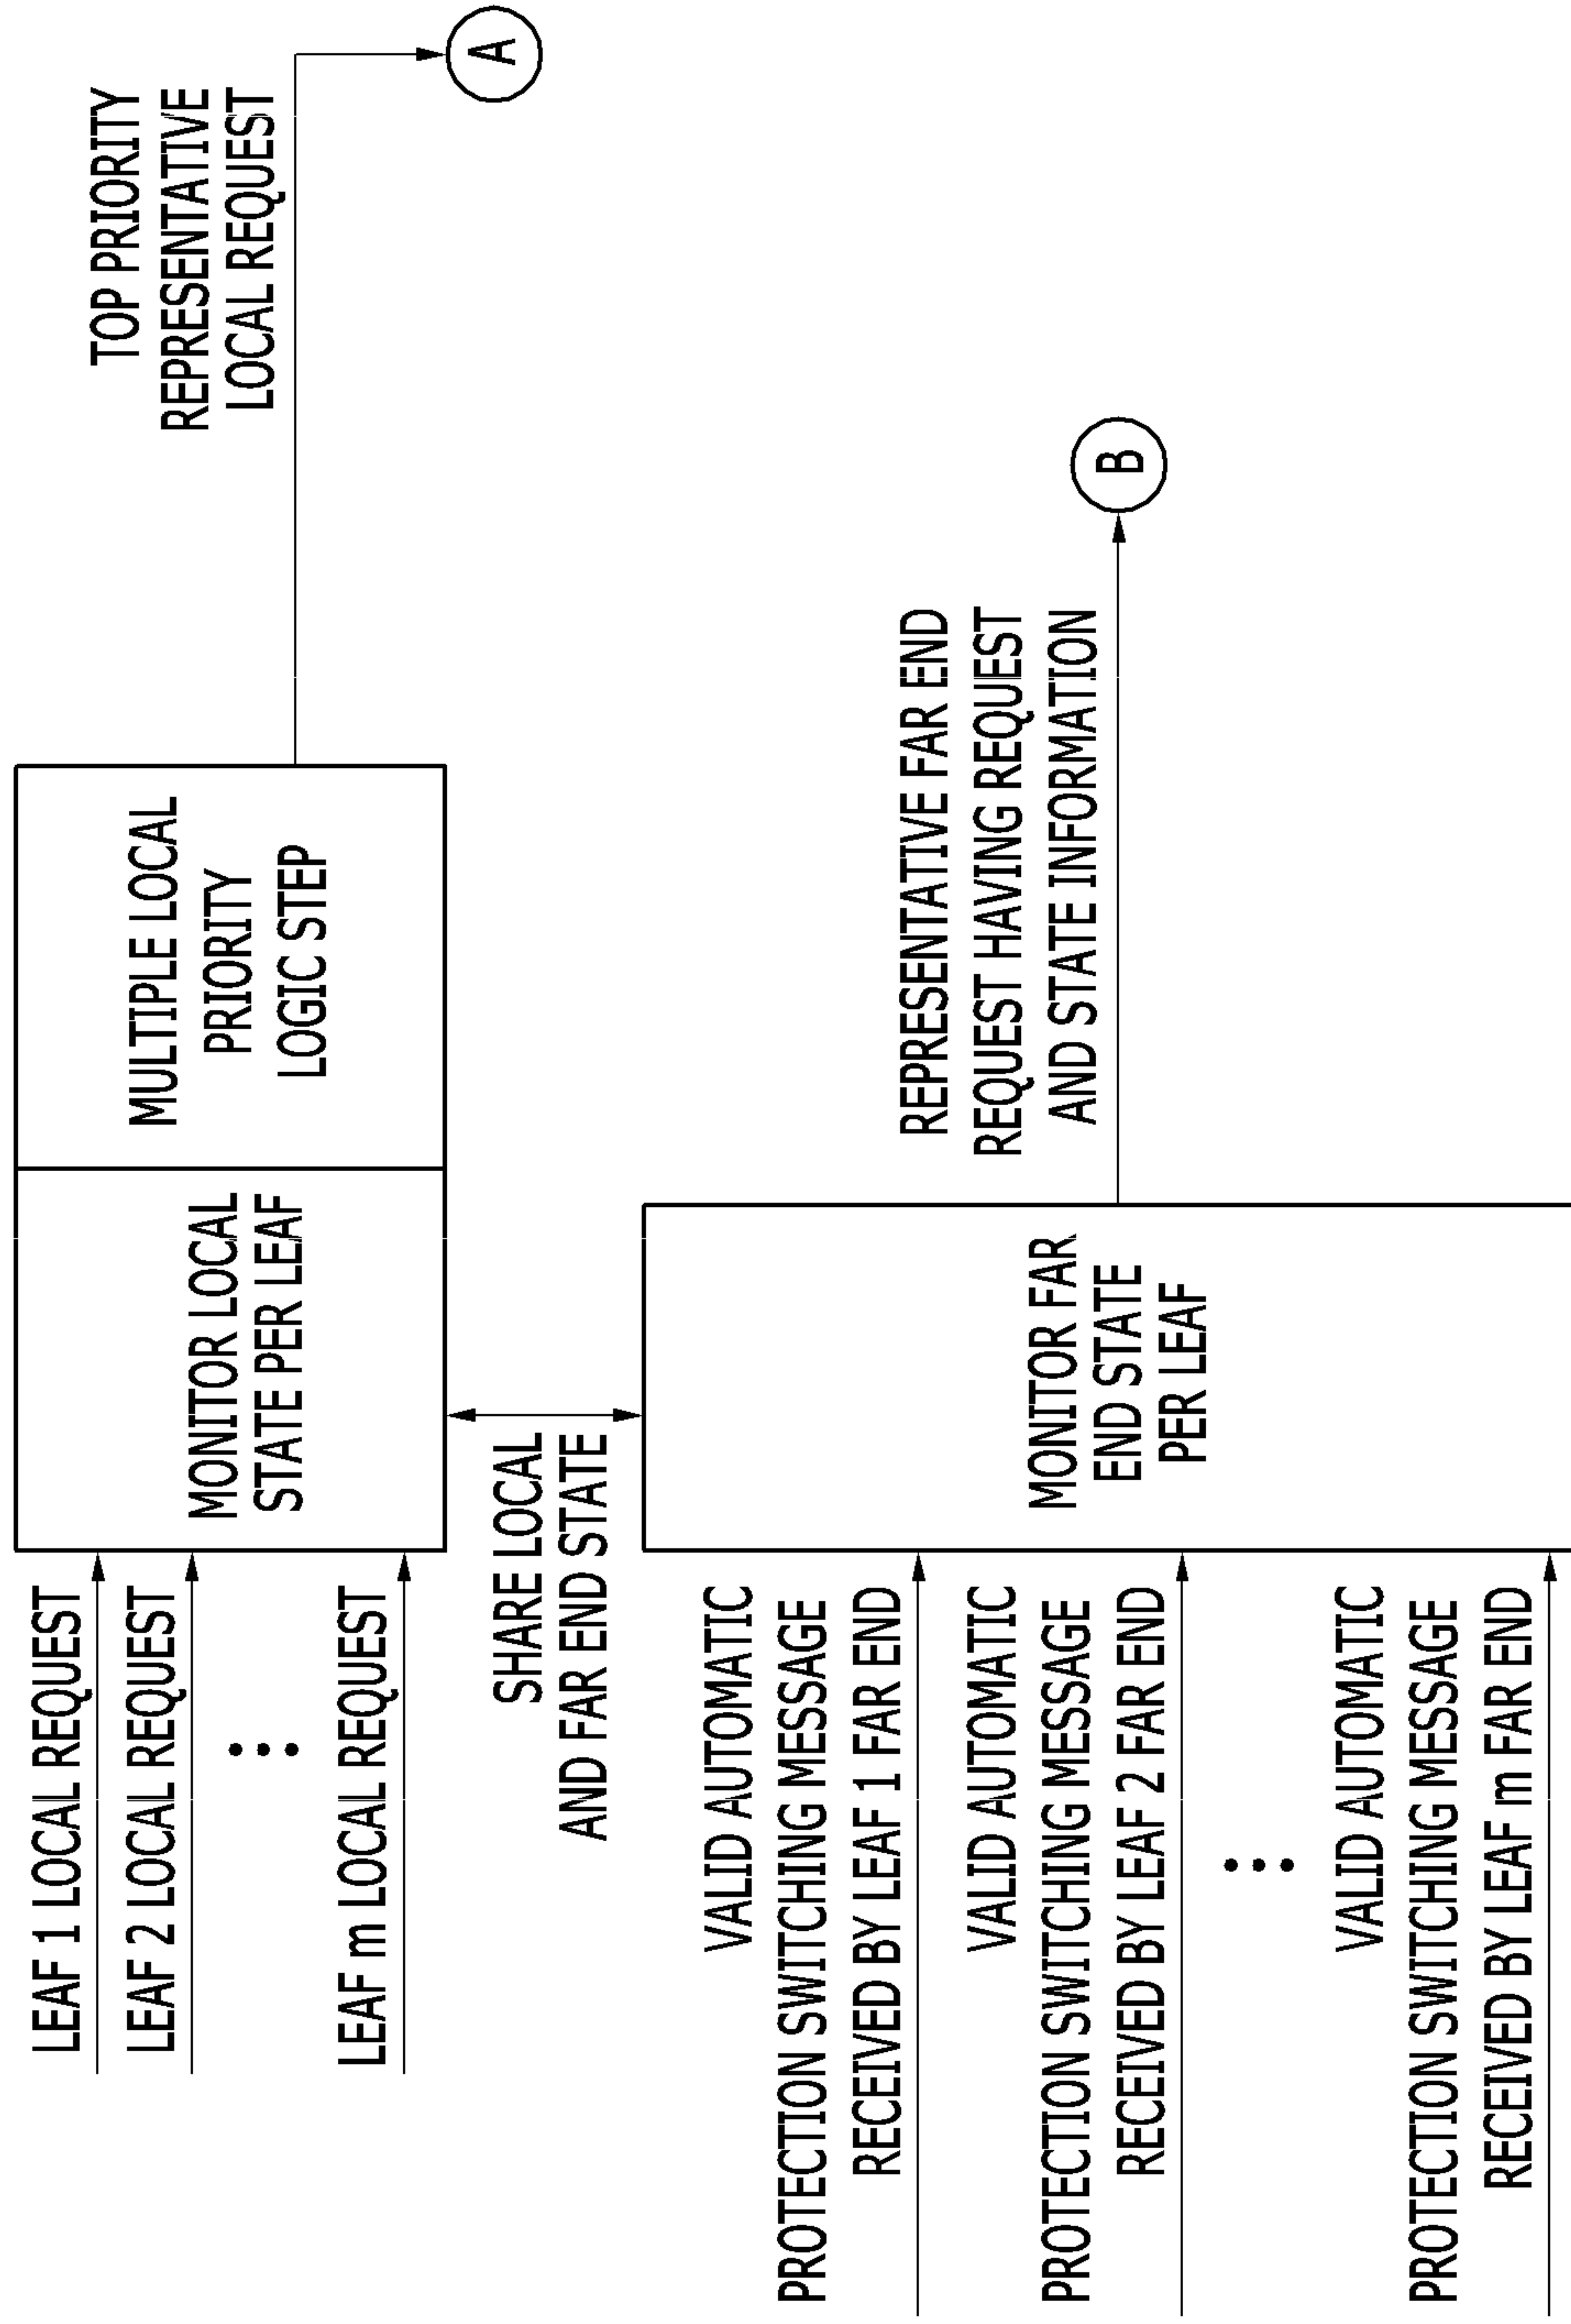 LEAF 1 LOCAL REQUEST
LEAF 2 LOCAL REQUEST
LEAF m LOCAL REQUEST
MONITOR LOCAL
STATE PER LEAF
MULTIPLE LOCAL
PRIORITY
LOGIC STEP
TOP PRIORITY
REPRESENTATIVE
LOCAL REQUEST
A
SHARE LOCAL
AND FAR END STATE
VALID AUTOMATIC
PROTECTION SWITCHING MESSAGE
RECEIVED BY LEAF 1 FAR END
VALID AUTOMATIC
PROTECTION SWITCHING MESSAGE
RECEIVED BY LEAF 2 FAR END
VALID AUTOMATIC
PROTECTION SWITCHING MESSAGE
RECEIVED BY LEAF m FAR END
MONITOR FAR
END STATE
PER LEAF
REPRESENTATIVE FAR END
REQUEST HAVING REQUEST
AND STATE INFORMATION
B